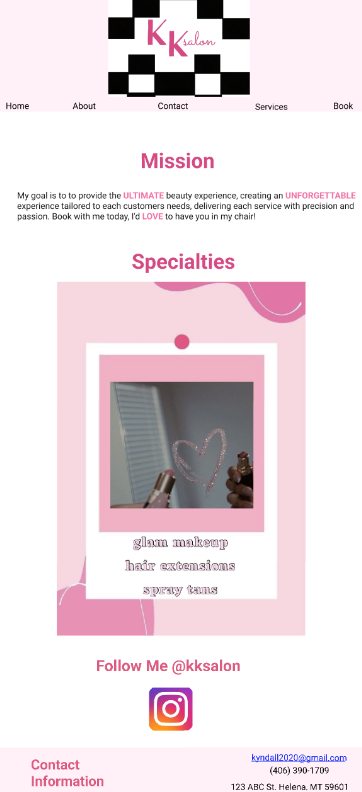 KK salon
Home About Contact Services Book
Mission
My goal is to to provide the ULTIMATE beauty experience, creating an UNFORGETTABLE
experience tailored to each customers needs, delivering each service with precision and
passion. Book with me today, I'd LOVE to have you in my chair!
Specialties
glam makeup
hair extensions
spray tans
Follow Me @kksalon
Contact
Information
kyndall2020@gmail.com
(406) 390-1709
123 ABC St. Helena, MT 59601